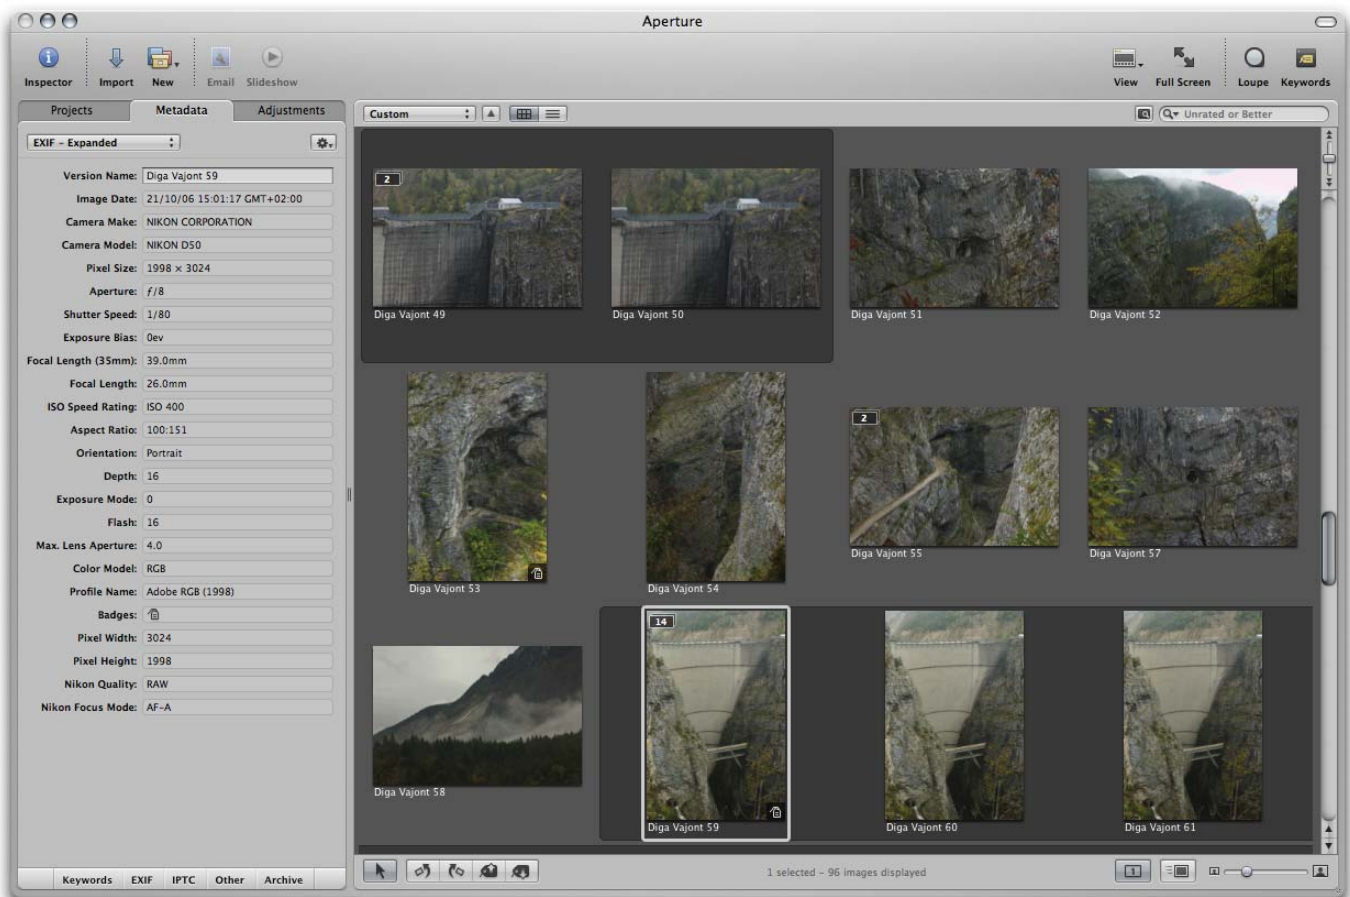 Aperture
Inspector
Import
New
Email
Slideshow
View
Full Screen
Loupe
Keywords
Projects
Metadata
Adjustments
EXIF - Expanded
Version Name: Diga Vajont 59
Image Date: 21/10/06 15:01:17 GMT+02:00
Camera Make: NIKON CORPORATION
Camera Model: NIKON D50
Pixel Size: 1998 × 3024
Aperture: ƒ/8
Shutter Speed: 1/80
Exposure Bias: 0ev
Focal Length (35mm): 39.0mm
Focal Length: 26.0mm
ISO Speed Rating: ISO 400
Aspect Ratio: 100:151
Orientation: Portrait
Depth: 16
Exposure Mode: 0
Flash: 16
Max. Lens Aperture: 4.0
Color Model: RGB
Profile Name: Adobe RGB (1998)
Badges:
Pixel Width: 3024
Pixel Height: 1998
Nikon Quality: RAW
Nikon Focus Mode: AF-A
Keywords
EXIF
IPTC
Other
Archive
Custom
Unrated or Better
2
Diga Vajont 49
Diga Vajont 50
Diga Vajont 51
Diga Vajont 52
Diga Vajont 53
Diga Vajont 54
2
Diga Vajont 55
Diga Vajont 57
Diga Vajont 58
14
Diga Vajont 59
Diga Vajont 60
Diga Vajont 61
1 selected - 96 images displayed
1